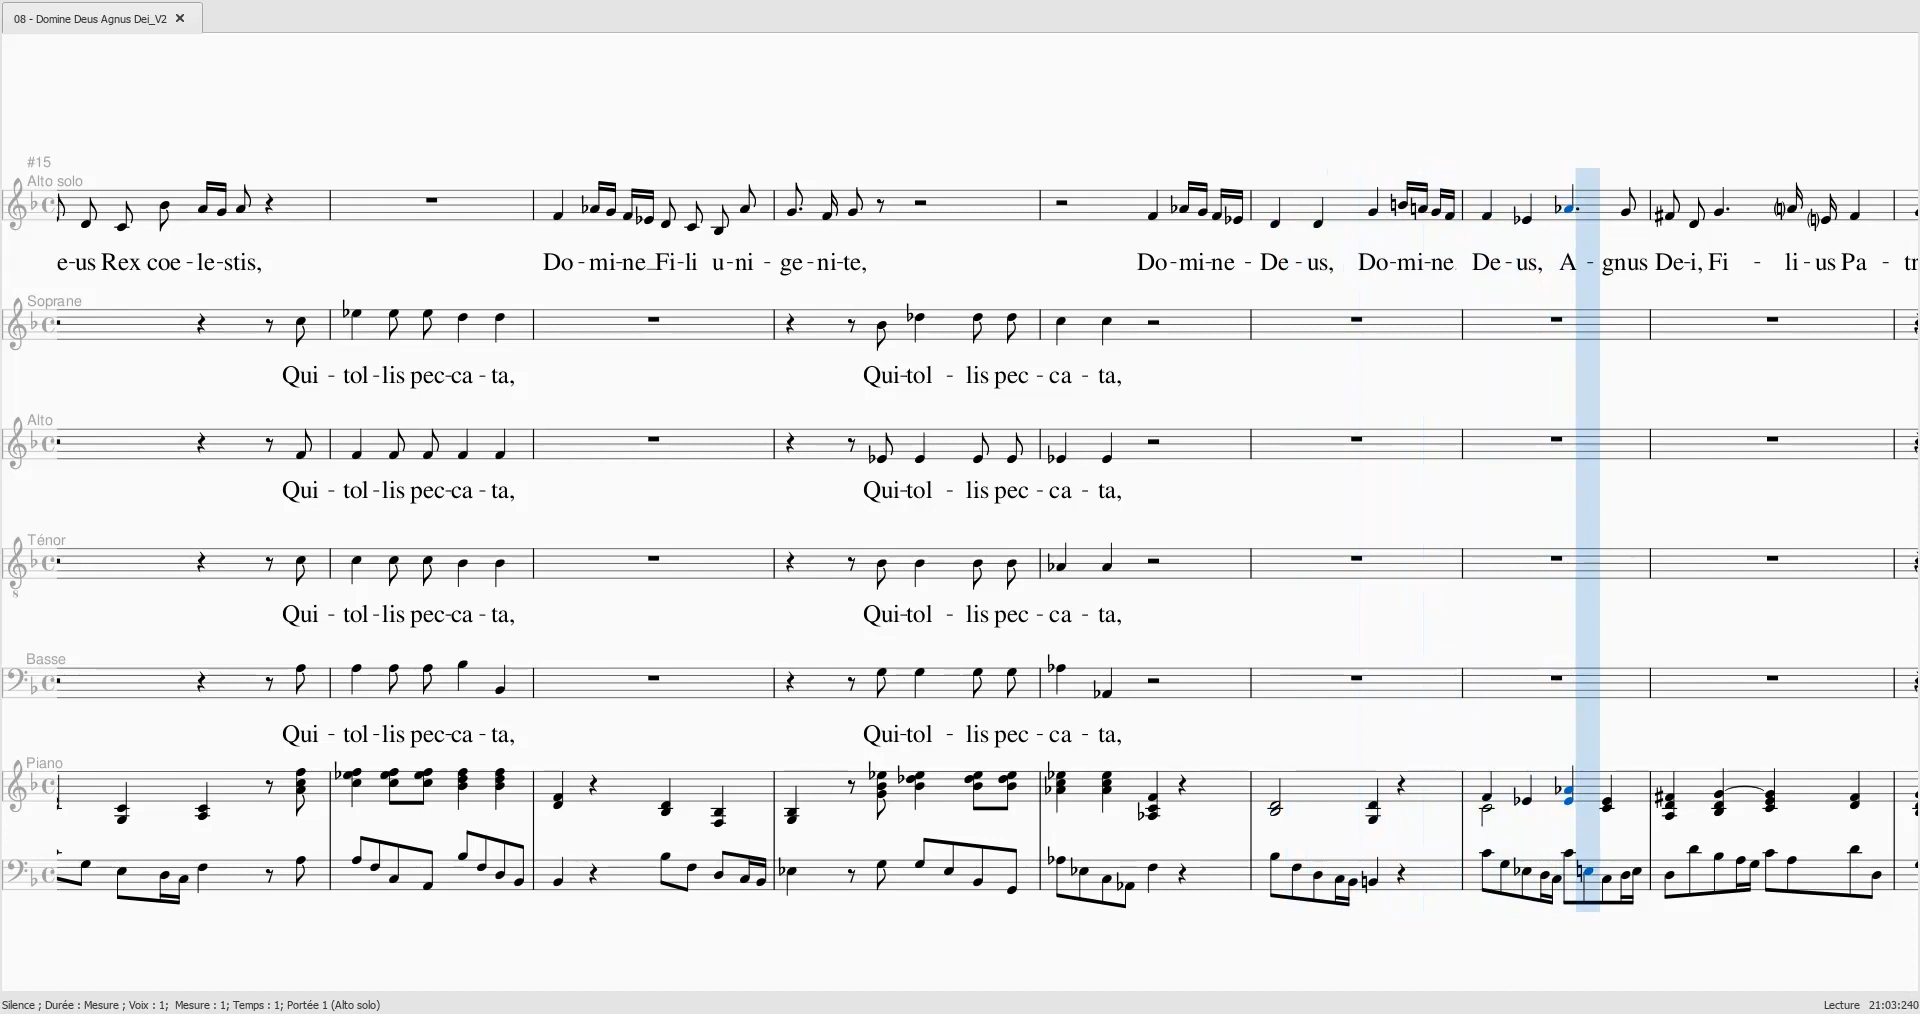 08 - Domine Deus Agnus Dei_V2 ✕
#15
Alto solo
e-us Rex coe - le-stis, Do - mi-ne_Fi-li u-ni - ge-ni-te, Do-mi-ne - De - us, Do-mi-ne De-us, A - gnus De-i, Fi - li-us Pa - tr
Soprane
Qui - tol-lis pec-ca-ta, Qui-tol - lis pec - ca - ta,
Alto
Qui - tol-lis pec-ca-ta, Qui-tol - lis pec - ca - ta,
Ténor
8
Qui - tol-lis pec-ca-ta, Qui-tol - lis pec - ca - ta,
Basse
Qui - tol-lis pec-ca-ta, Qui-tol - lis pec - ca - ta,
Piano
Silence ; Durée : Mesure ; Voix : 1; Mesure : 1; Temps : 1; Portée 1 (Alto solo)
Lecture 21:03:240